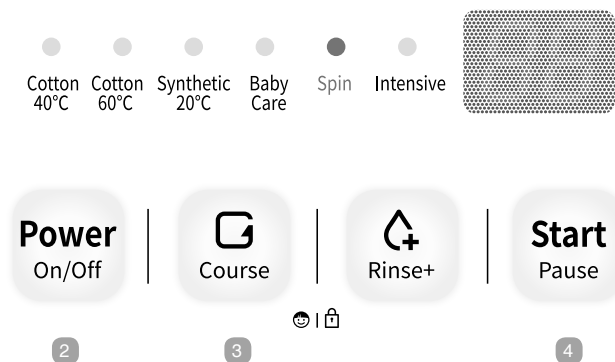 Cotton 40°C
Cotton 60°C
Synthetic 20°C
Baby Care
Spin
Intensive
Power
On/Off
Course
Rinse+
Start
Pause
2
3
4